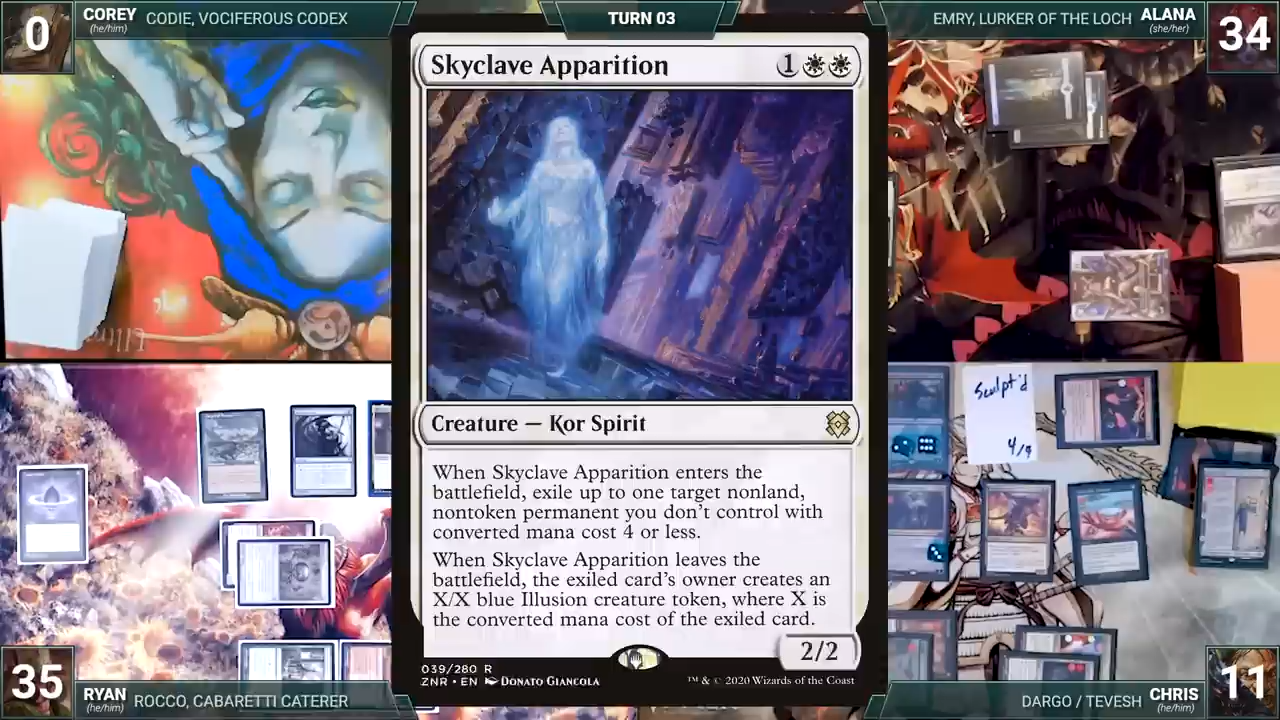 0
COREY
(he/him)
CODIE, VOCIFEROUS CODEX
TURN 03
EMRY, LURKER OF THE LOCH
ALANA
(she/her)
34
Skyclave Apparition
1
Creature — Kor Spirit
When Skyclave Apparition enters the
battlefield, exile up to one target nonland,
nontoken permanent you don't control with
converted mana cost 4 or less.
When Skyclave Apparition leaves the
battlefield, the exiled card's owner creates an
X/X blue Illusion creature token, where X is
the converted mana cost of the exiled card.
2/2
039/280 R
ZNR • EN DONATO GIANCOLA
™ & © 2020 Wizards of the Coast
Sculpt'd
4/9
35
RYAN
(he/him)
ROCCO, CABARETTI CATERER
DARGO / TEVESH
CHRIS
(he/him)
11